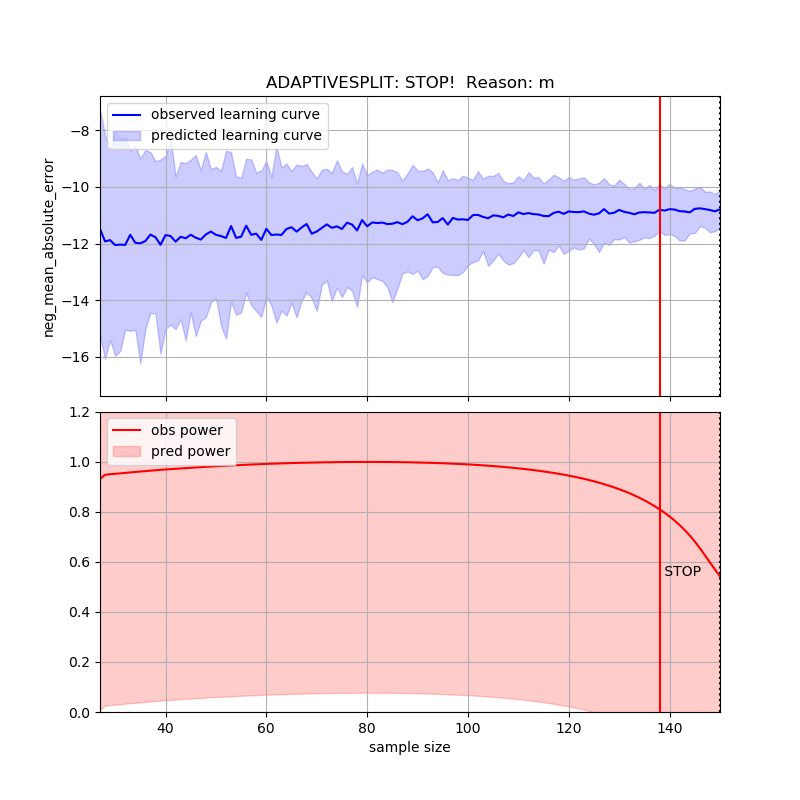 ADAPTIVESPLIT: STOP!  Reason: m
observed learning curve
predicted learning curve
neg_mean_absolute_error
−8
−10
−12
−14
−16
obs power
pred power
1.2
1.0
0.8
0.6
0.4
0.2
0.0
STOP
40 60 80 100 120 140
sample size